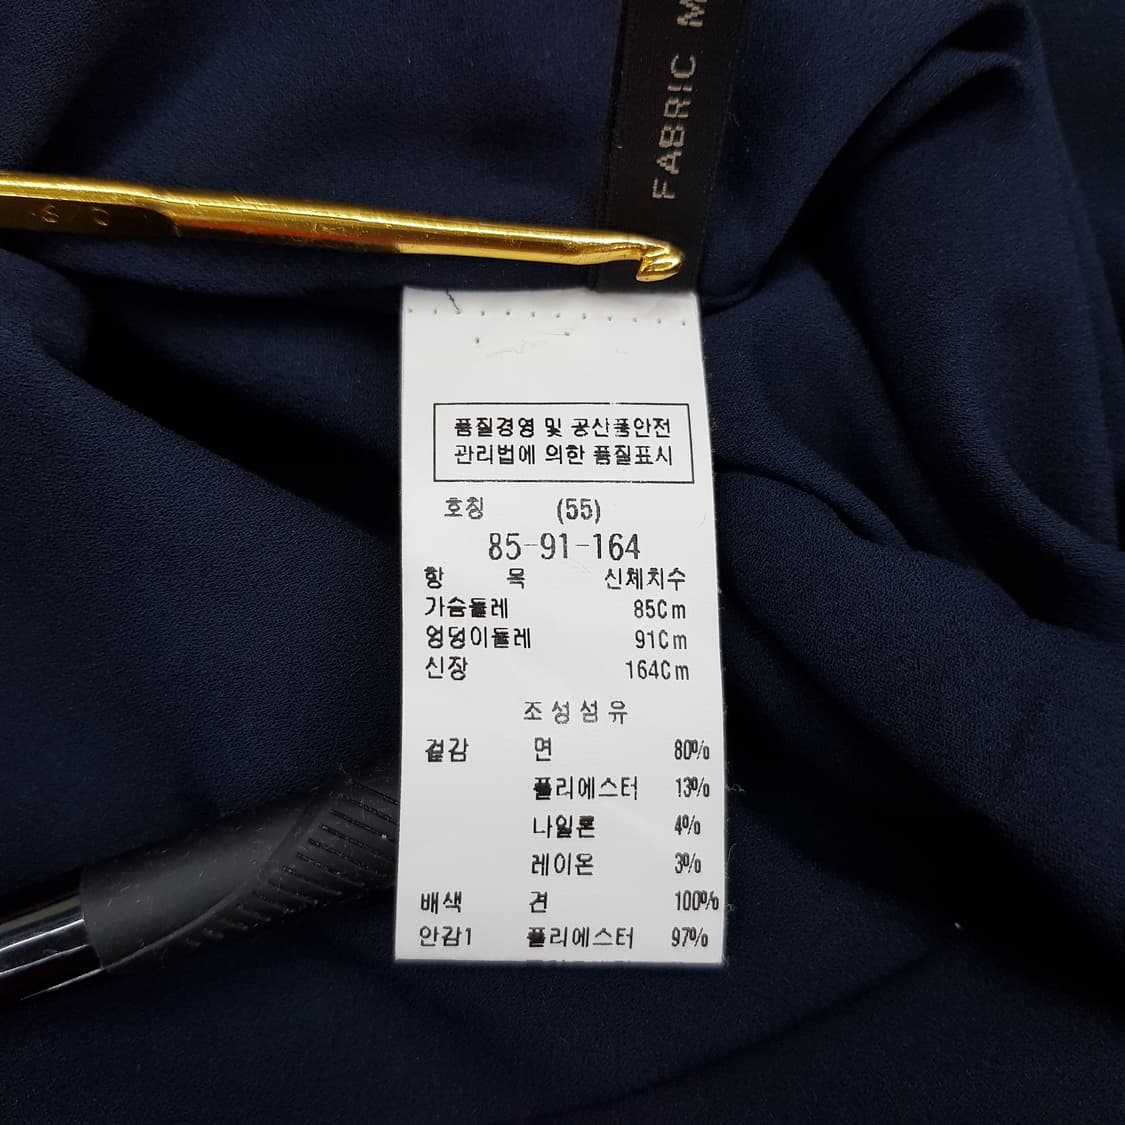 FABRIC M
6/0
품질경영 및 공산품안전
관리법에 의한 품질표시
호칭 (55)
85-91-164
항 목 신체치수
가슴둘레 85Cm
엉덩이둘레 91Cm
신장 164Cm
조성섬유
겉감 면 80%
폴리에스터 13%
나일론 4%
레이온 3%
배색 견 100%
안감1 폴리에스터 97%